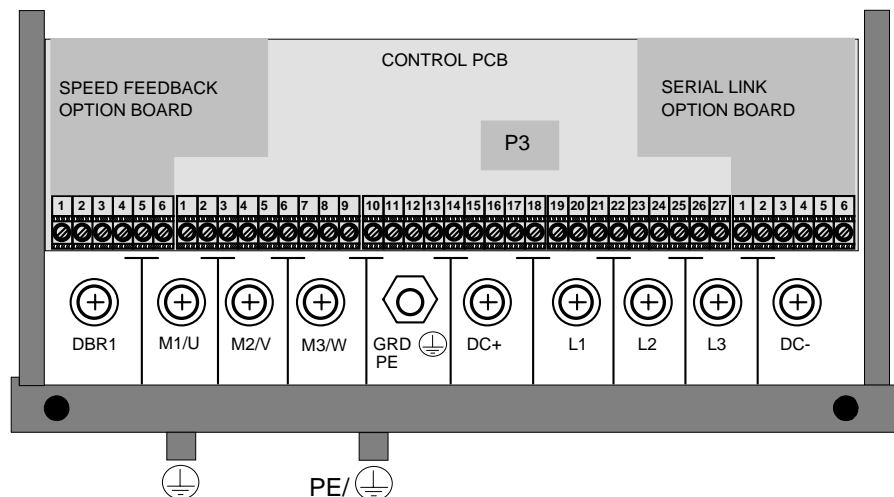 CONTROL PCB
SPEED FEEDBACK
OPTION BOARD
SERIAL LINK
OPTION BOARD
P3
1 2 3 4 5 6 1 2 3 4 5 6 7 8 9 10 11 12 13 14 15 16 17 18 19 20 21 22 23 24 25 26 27 1 2 3 4 5 6
DBR1 M1/U M2/V M3/W GRD DC+ L1 L2 L3 DC-
PE
PE/